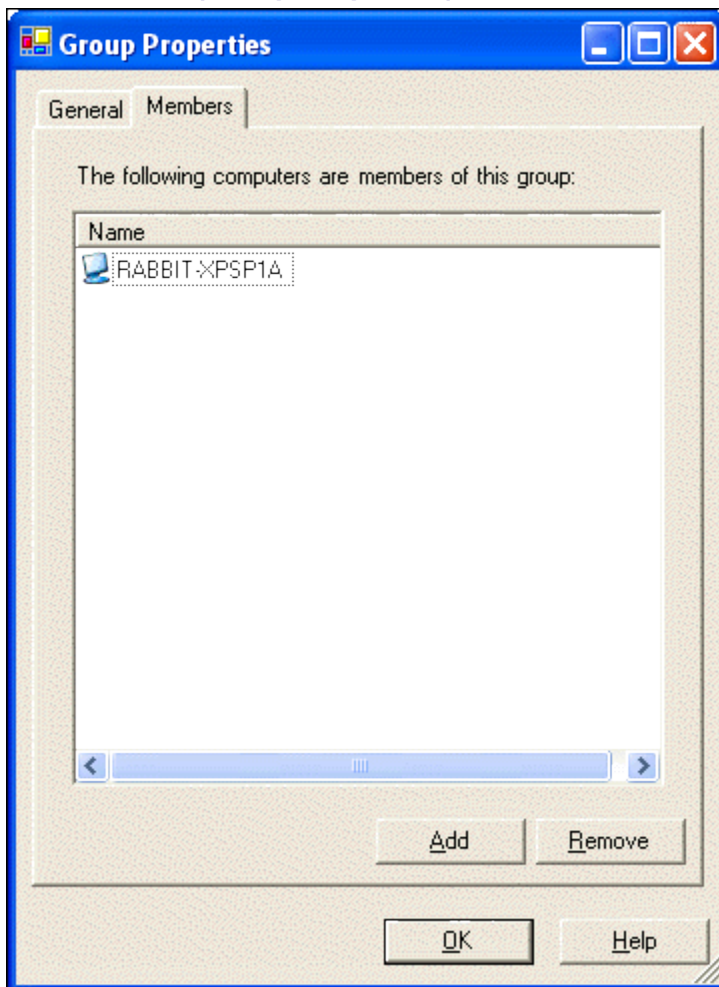 Group Properties
General Members
The following computers are members of this group:
Name
RABBIT-XPSP1A
Add Remove
OK Help